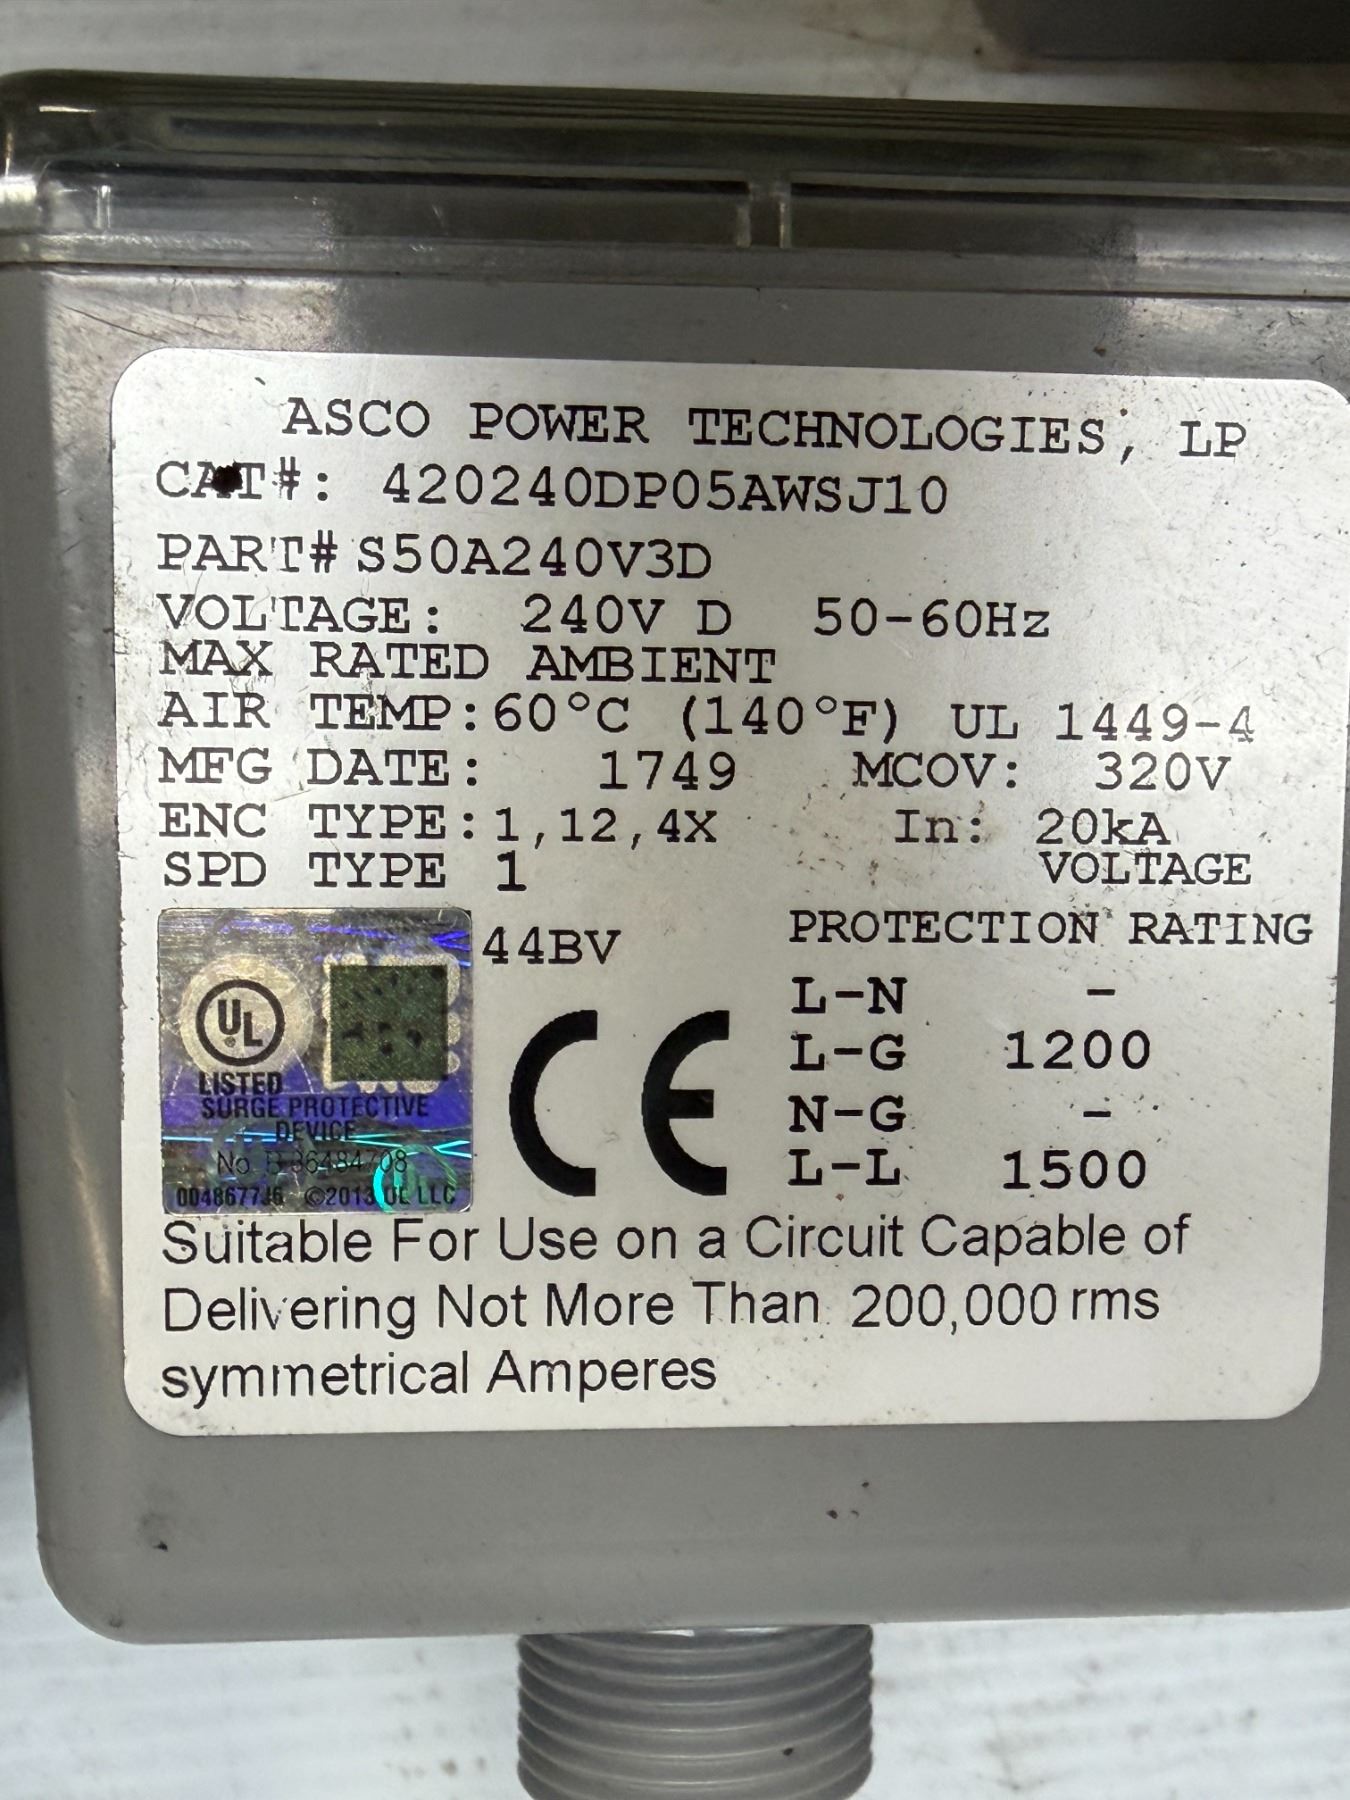 ASCO POWER TECHNOLOGIES, LP
CAT#: 420240DP05AWSJ10
PART# S50A240V3D
VOLTAGE: 240V D 50-60Hz
MAX RATED AMBIENT
AIR TEMP: 60°C (140°F) UL 1449-4
MFG DATE: 1749 MCOV: 320V
ENC TYPE: 1,12,4X In: 20kA
SPD TYPE 1 VOLTAGE
44BV PROTECTION RATING
L-N -
L-G 1200
N-G -
L-L 1500
UL
LISTED
SURGE PROTECTIVE
DEVICE
No. 36484708
©2013 UL LLC
CE
Suitable For Use on a Circuit Capable of
Delivering Not More Than 200,000 rms
symmetrical Amperes